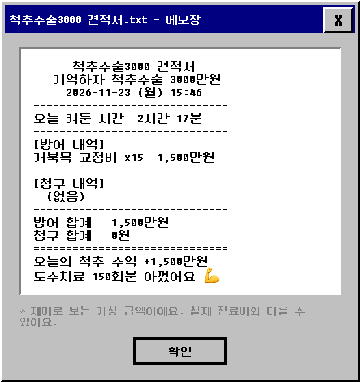 척추수술3000 견적서.txt - 메모장
X
척추수술3000 견적서
기억하자 척추수술 3000만원
2026-11-23 (월) 15:46
================================
오늘 켜둔 시간 2시간 17분
--------------------------------
[방어 내역]
거북목 교정비 x15 1,500만원
[청구 내역]
(없음)
--------------------------------
방어 합계 1,500만원
청구 합계 0원
================================
오늘의 척추 수익 +1,500만원
도수치료 150회분 아꼈어요 💪
* 재미로 보는 가상 금액이에요. 실제 진료비와 다를 수
있어요.
확인